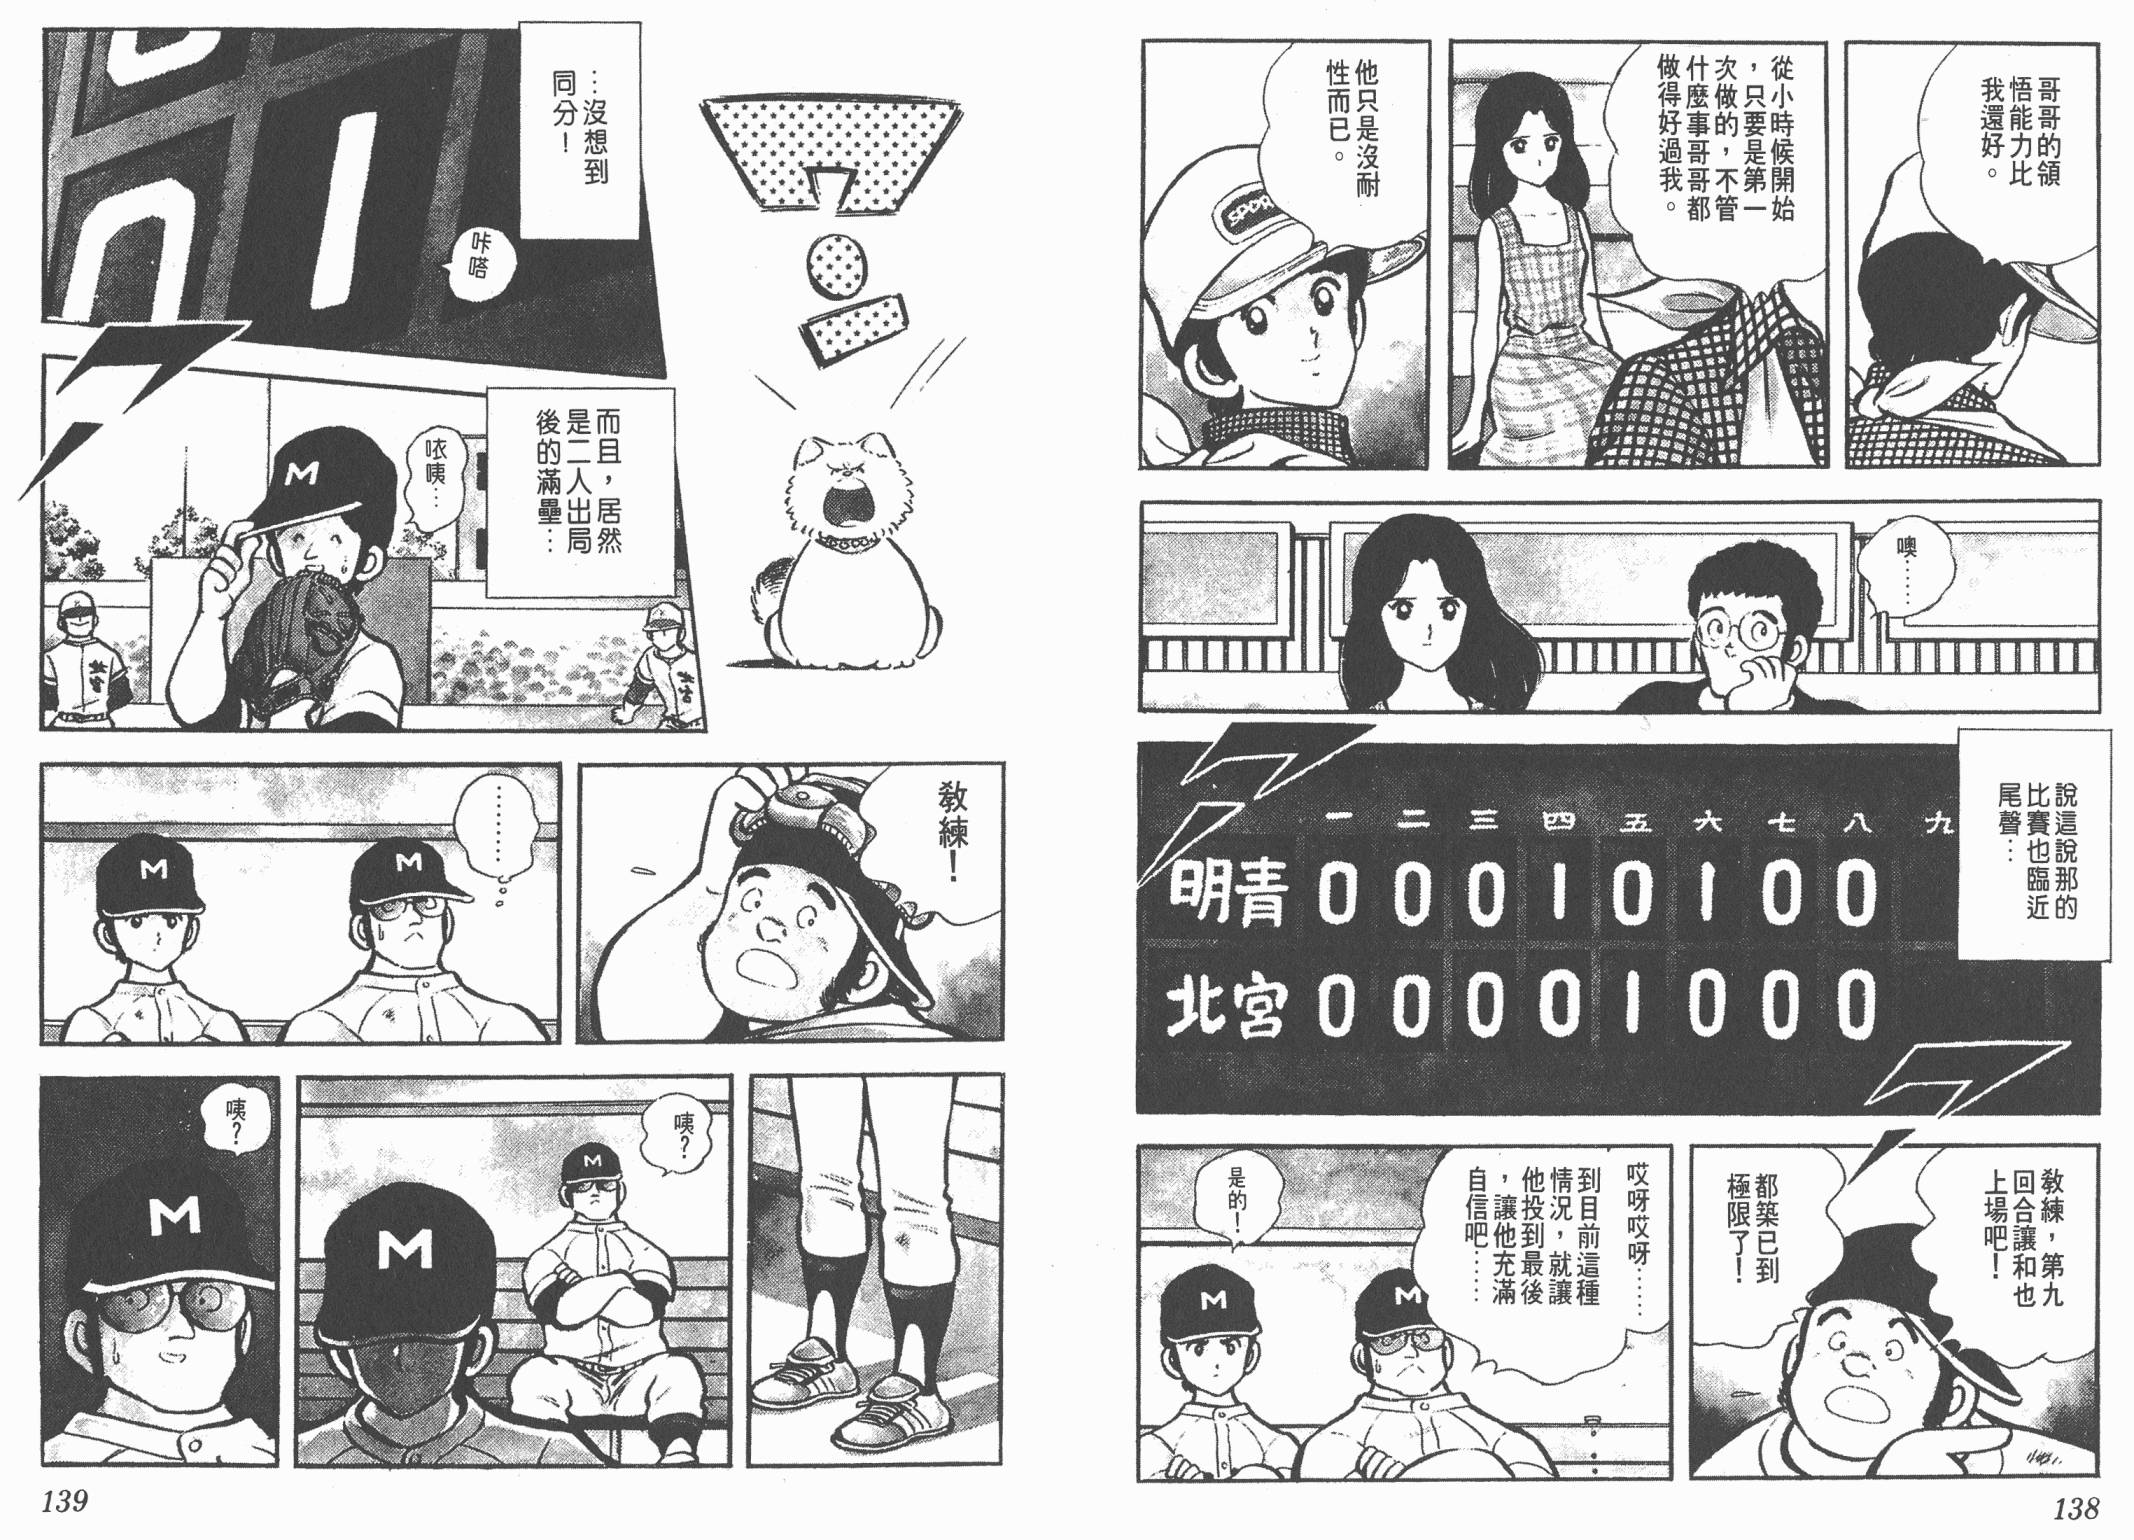 哥哥的領
悟能力比
我還好。
從小時候開始
，只要是第一
次做的，不管
什麼事哥哥都
做得好過我。
他只是沒耐
性而已。
SPOR
噢……
說這說那的
比賽也臨近
尾聲…
一 二 三 四 五 六 七 八 九
明青 0 0 0 1 0 1 0 0
北宮 0 0 0 0 1 0 0 0
教練，第九
回合讓和也
上場吧！
都築已到
極限了！
哎呀哎呀……
到目前這種
情況，就讓
他投到最後
，讓他充滿
自信吧……
是的！
M
M
138
…沒想到
同分！
1
咔嗒
而且，居然
是二人出局
後的滿壘…
咴咦…
M
北宮
北宮
教練！
………
M
M
咦？
M
M
咦？
M
139